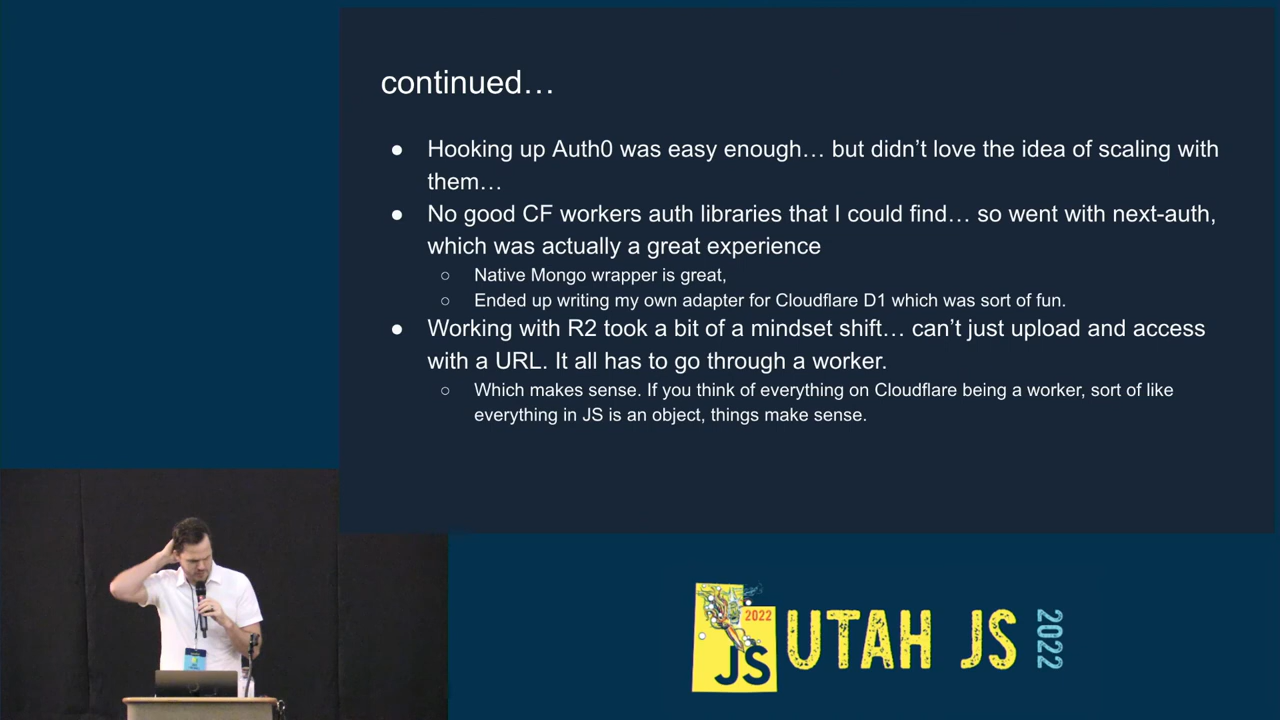 continued…
● Hooking up Auth0 was easy enough… but didn’t love the idea of scaling with
them…
● No good CF workers auth libraries that I could find… so went with next-auth,
which was actually a great experience
○ Native Mongo wrapper is great,
○ Ended up writing my own adapter for Cloudflare D1 which was sort of fun.
● Working with R2 took a bit of a mindset shift… can’t just upload and access
with a URL. It all has to go through a worker.
○ Which makes sense. If you think of everything on Cloudflare being a worker, sort of like
everything in JS is an object, things make sense.
2022
JS
UTAH JS
2022